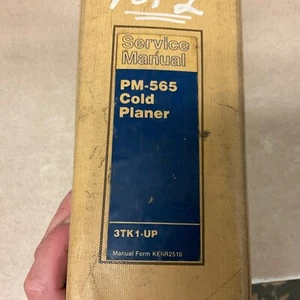 Service
Manual
PM-565
Cold
Planer
3TK1-UP
Manual Form KENR2510